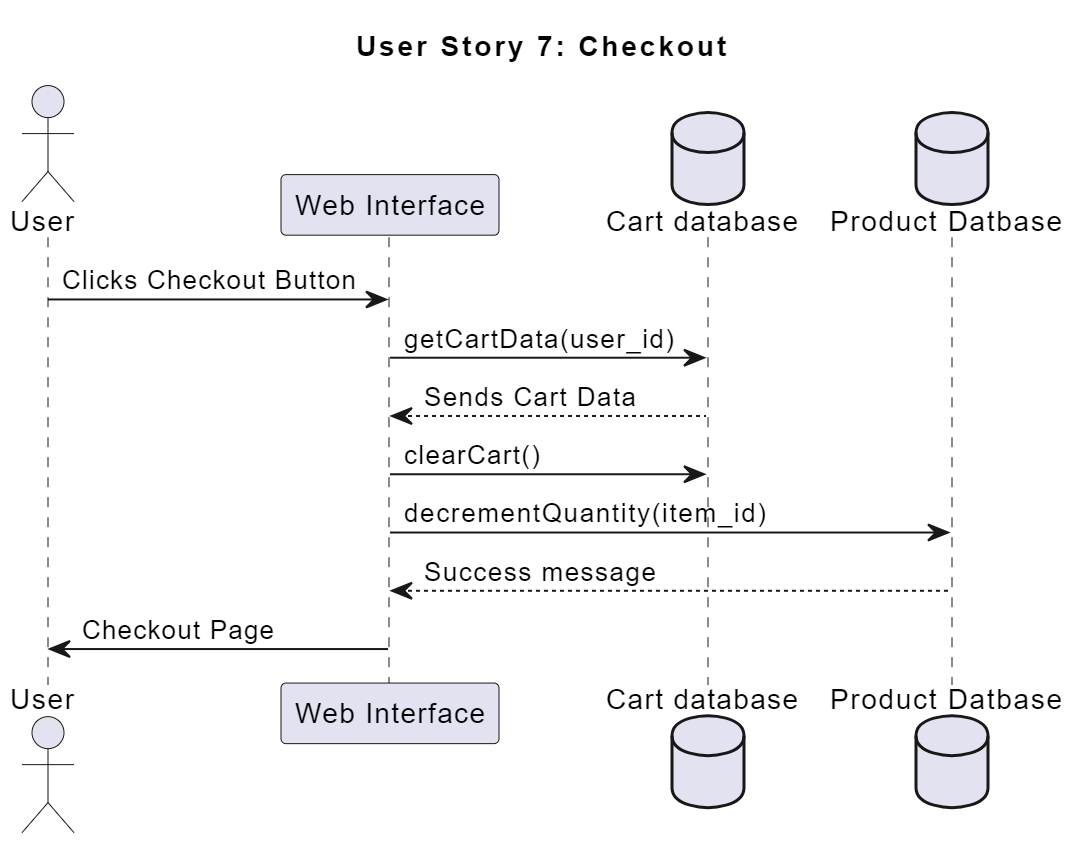 User Story 7: Checkout
User
Web Interface
Cart database
Product Datbase
Clicks Checkout Button
getCartData(user_id)
Sends Cart Data
clearCart()
decrementQuantity(item_id)
Success message
Checkout Page
User
Web Interface
Cart database
Product Datbase